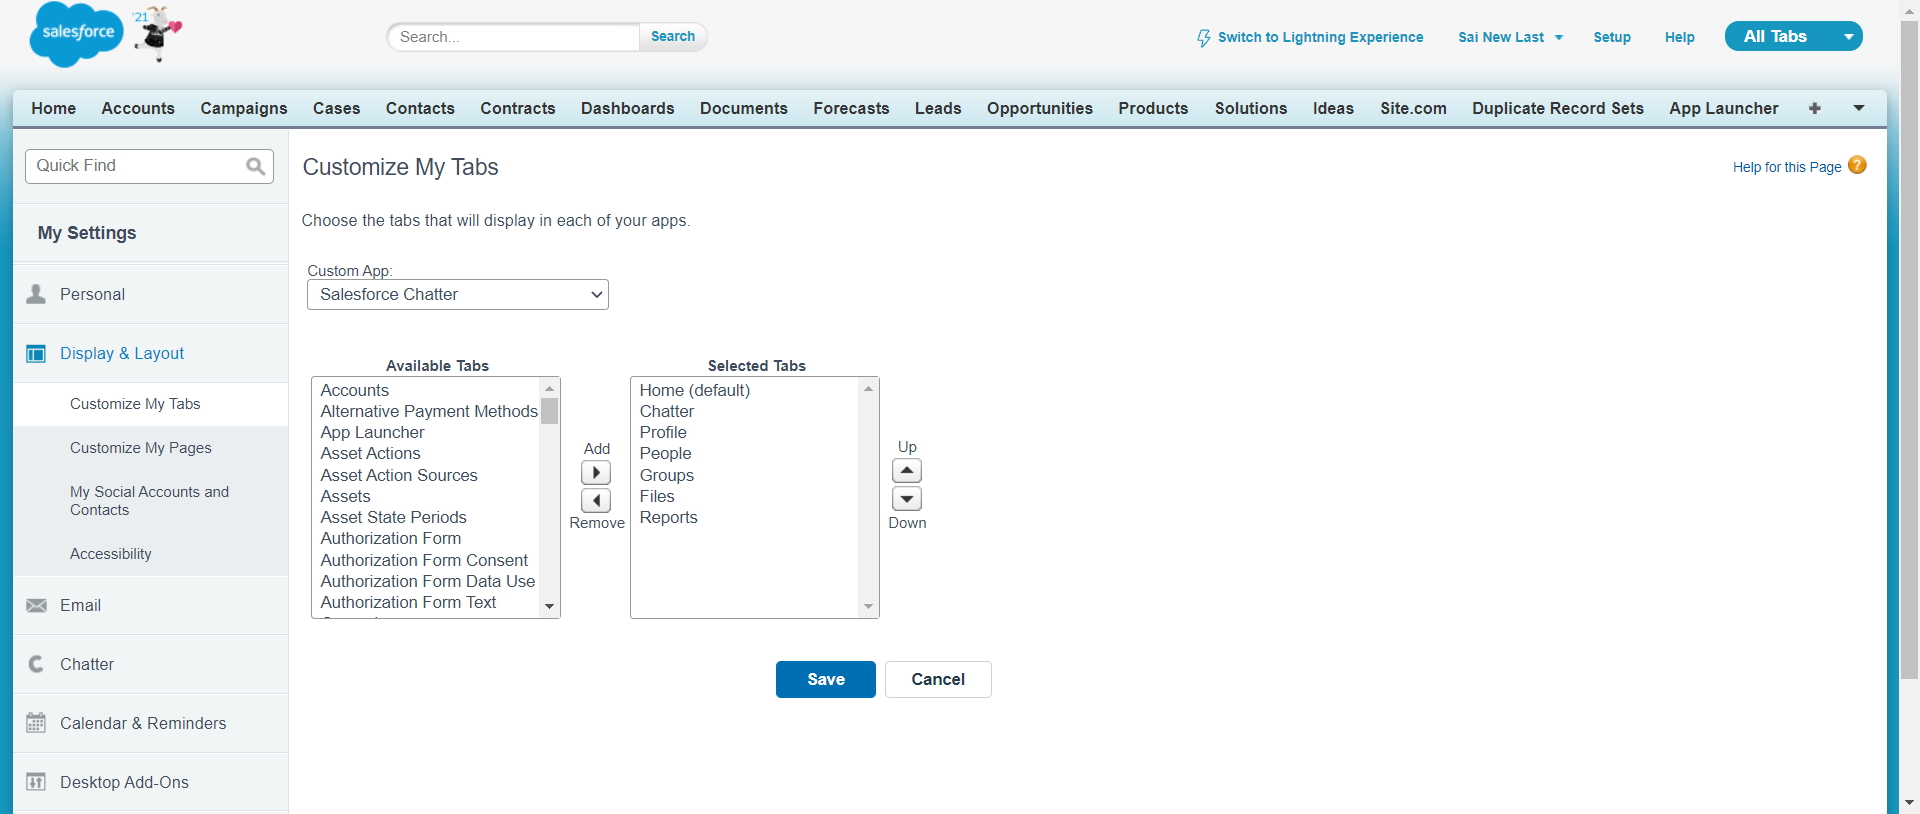 salesforce
'21
Search...
Search
Switch to Lightning Experience
Sai New Last
Setup
Help
All Tabs
Home Accounts Campaigns Cases Contacts Contracts Dashboards Documents Forecasts Leads Opportunities Products Solutions Ideas Site.com Duplicate Record Sets App Launcher
Quick Find
My Settings
Personal
Display & Layout
Customize My Tabs
Customize My Pages
My Social Accounts and
Contacts
Accessibility
Email
Chatter
Calendar & Reminders
Desktop Add-Ons
Customize My Tabs
Help for this Page
Choose the tabs that will display in each of your apps.
Custom App:
Salesforce Chatter
Available Tabs
Accounts
Alternative Payment Methods
App Launcher
Asset Actions
Asset Action Sources
Assets
Asset State Periods
Authorization Form
Authorization Form Consent
Authorization Form Data Use
Authorization Form Text
Add
Remove
Selected Tabs
Home (default)
Chatter
Profile
People
Groups
Files
Reports
Up
Down
Save
Cancel